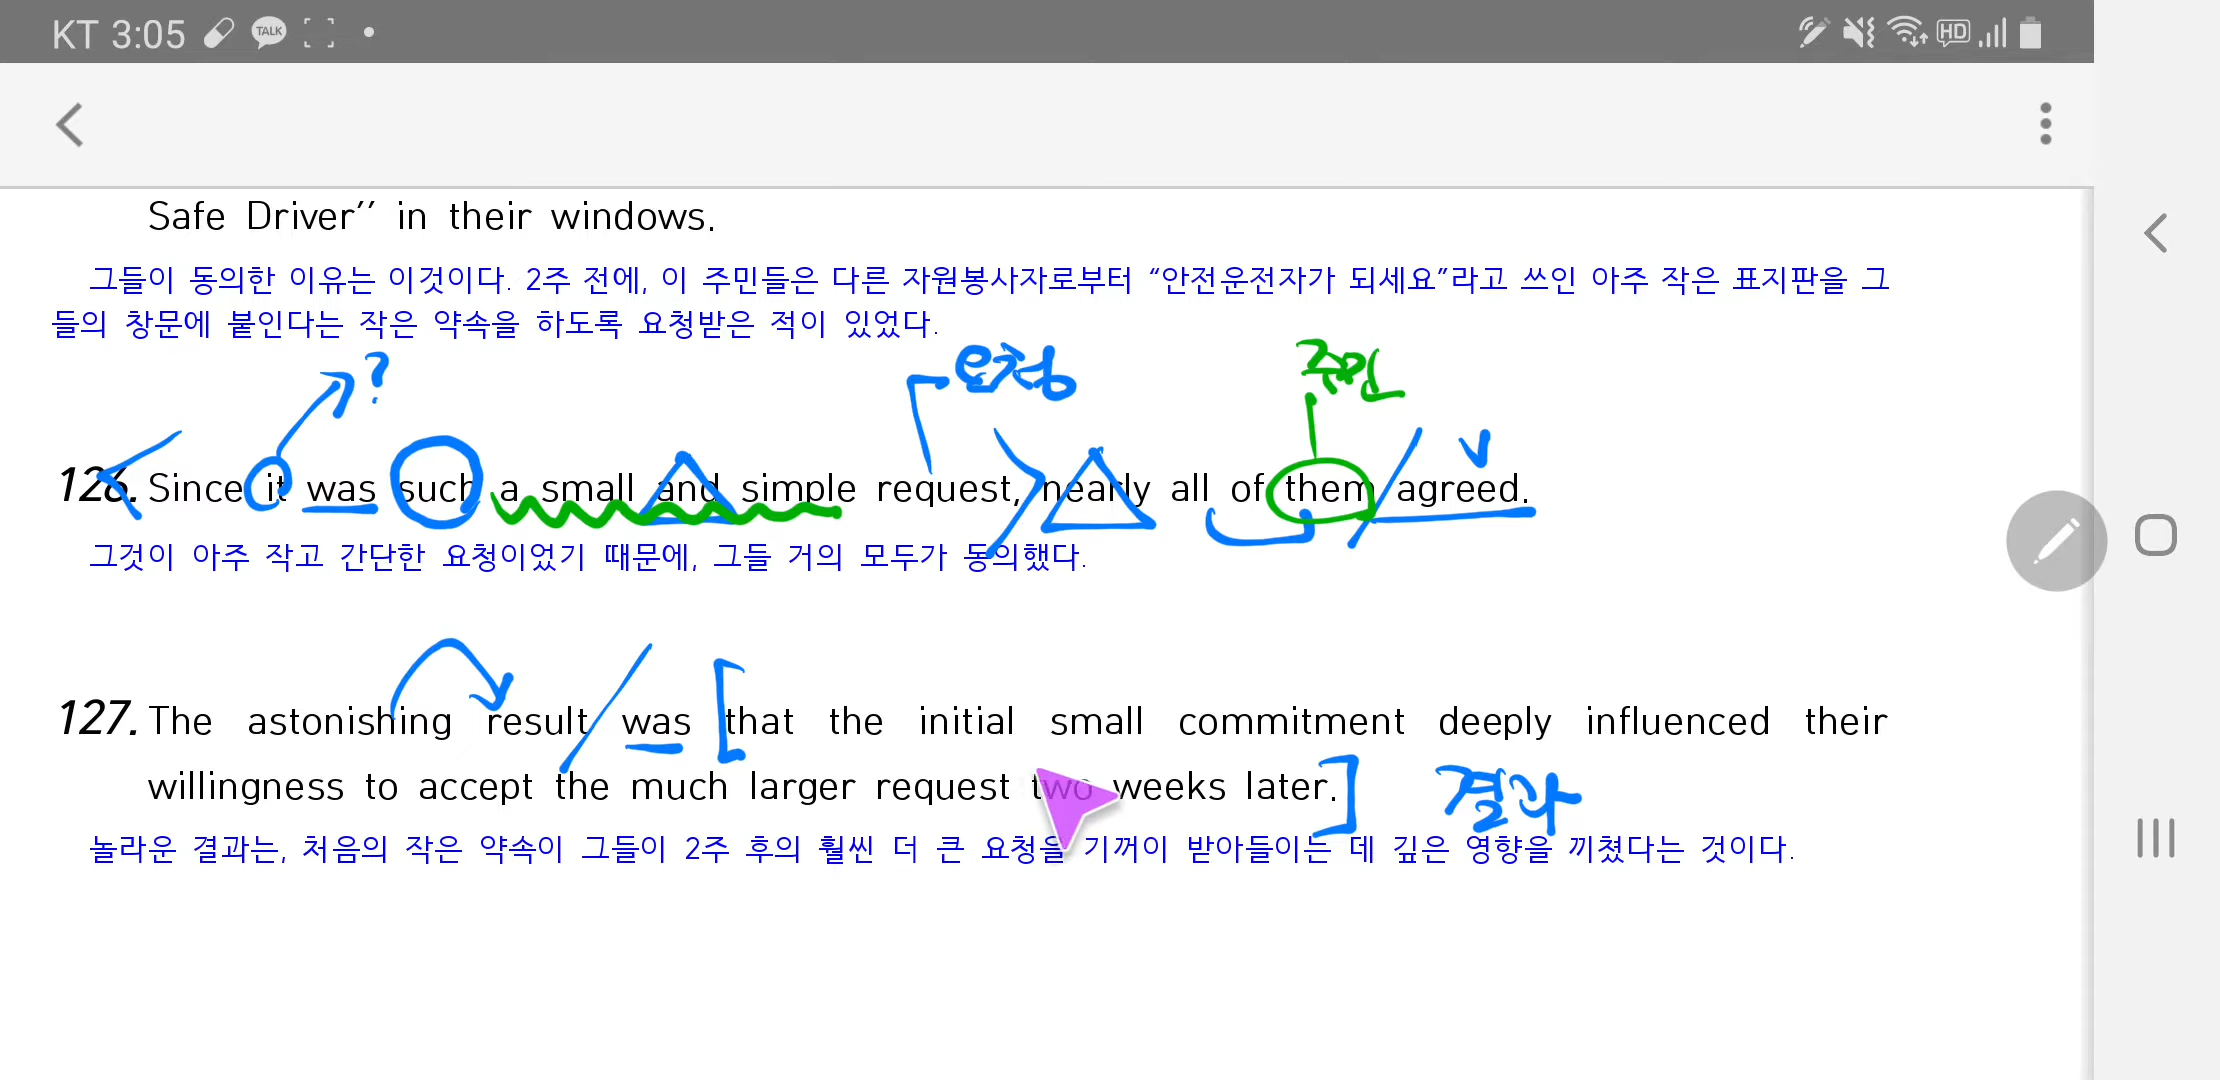 KT 3:05 TALK HD
Safe Driver” in their windows.
그들이 동의한 이유는 이것이다. 2주 전에, 이 주민들은 다른 자원봉사자로부터 “안전운전자가 되세요”라고 쓰인 아주 작은 표지판을 그
들의 창문에 붙인다는 작은 약속을 하도록 요청받은 적이 있었다.
? 요청 주민
126. Since it was such a small and simple request, nearly all of them agreed.
그것이 아주 작고 간단한 요청이었기 때문에, 그들 거의 모두가 동의했다.
127. The astonishing result was that the initial small commitment deeply influenced their
willingness to accept the much larger request two weeks later. 결과
놀라운 결과는, 처음의 작은 약속이 그들이 2주 후의 훨씬 더 큰 요청을 기꺼이 받아들이는 데 깊은 영향을 끼쳤다는 것이다.